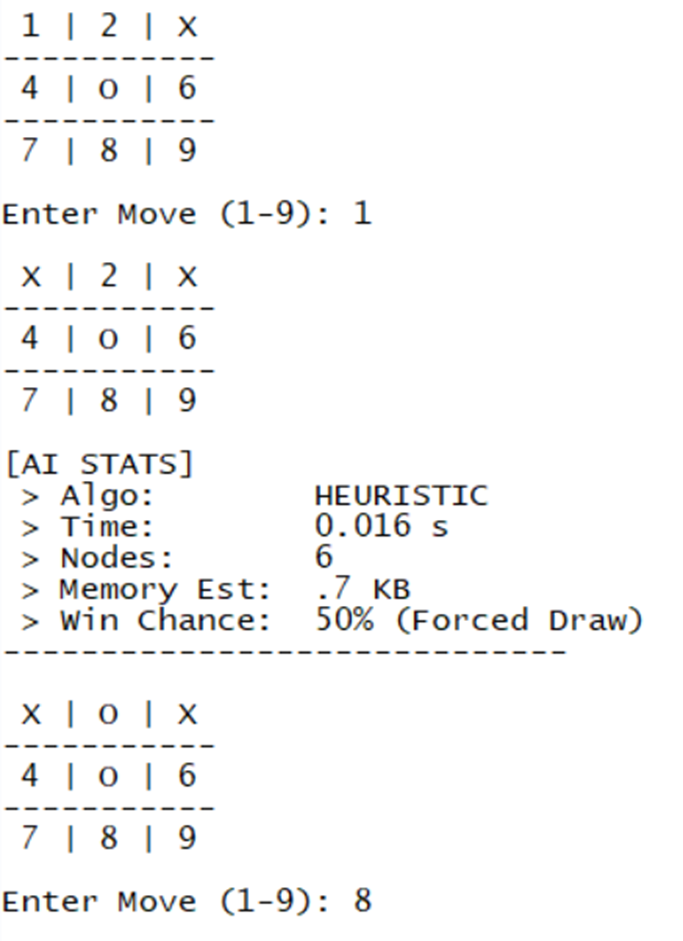 1 | 2 | X
-----------
4 | O | 6
-----------
7 | 8 | 9
Enter Move (1-9): 1
X | 2 | X
-----------
4 | O | 6
-----------
7 | 8 | 9
[AI STATS]
> Algo: HEURISTIC
> Time: 0.016 s
> Nodes: 6
> Memory Est: .7 KB
> Win Chance: 50% (Forced Draw)
-----------------------------
X | O | X
-----------
4 | O | 6
-----------
7 | 8 | 9
Enter Move (1-9): 8